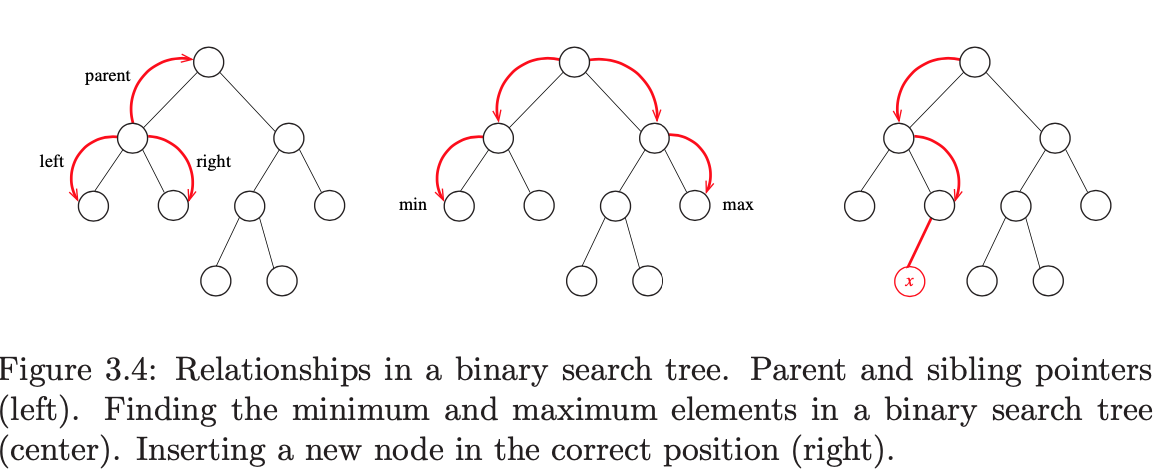 parent
left
right
min
max
x
Figure 3.4: Relationships in a binary search tree. Parent and sibling pointers
(left). Finding the minimum and maximum elements in a binary search tree
(center). Inserting a new node in the correct position (right).